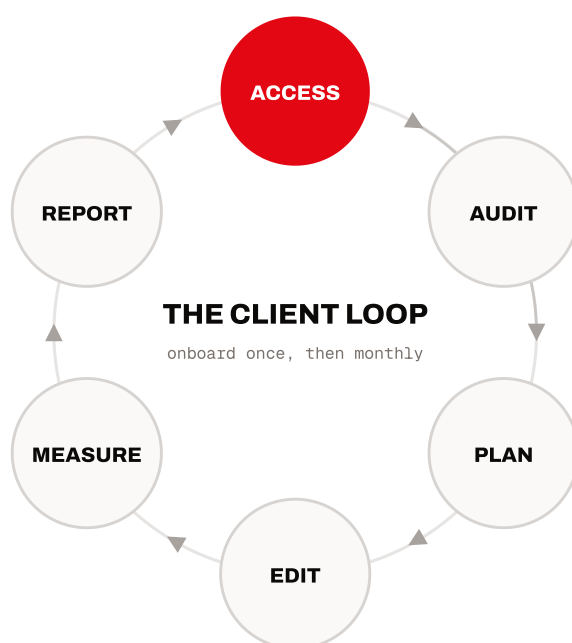 ACCESS
REPORT
AUDIT
THE CLIENT LOOP
onboard once, then monthly
MEASURE
PLAN
EDIT